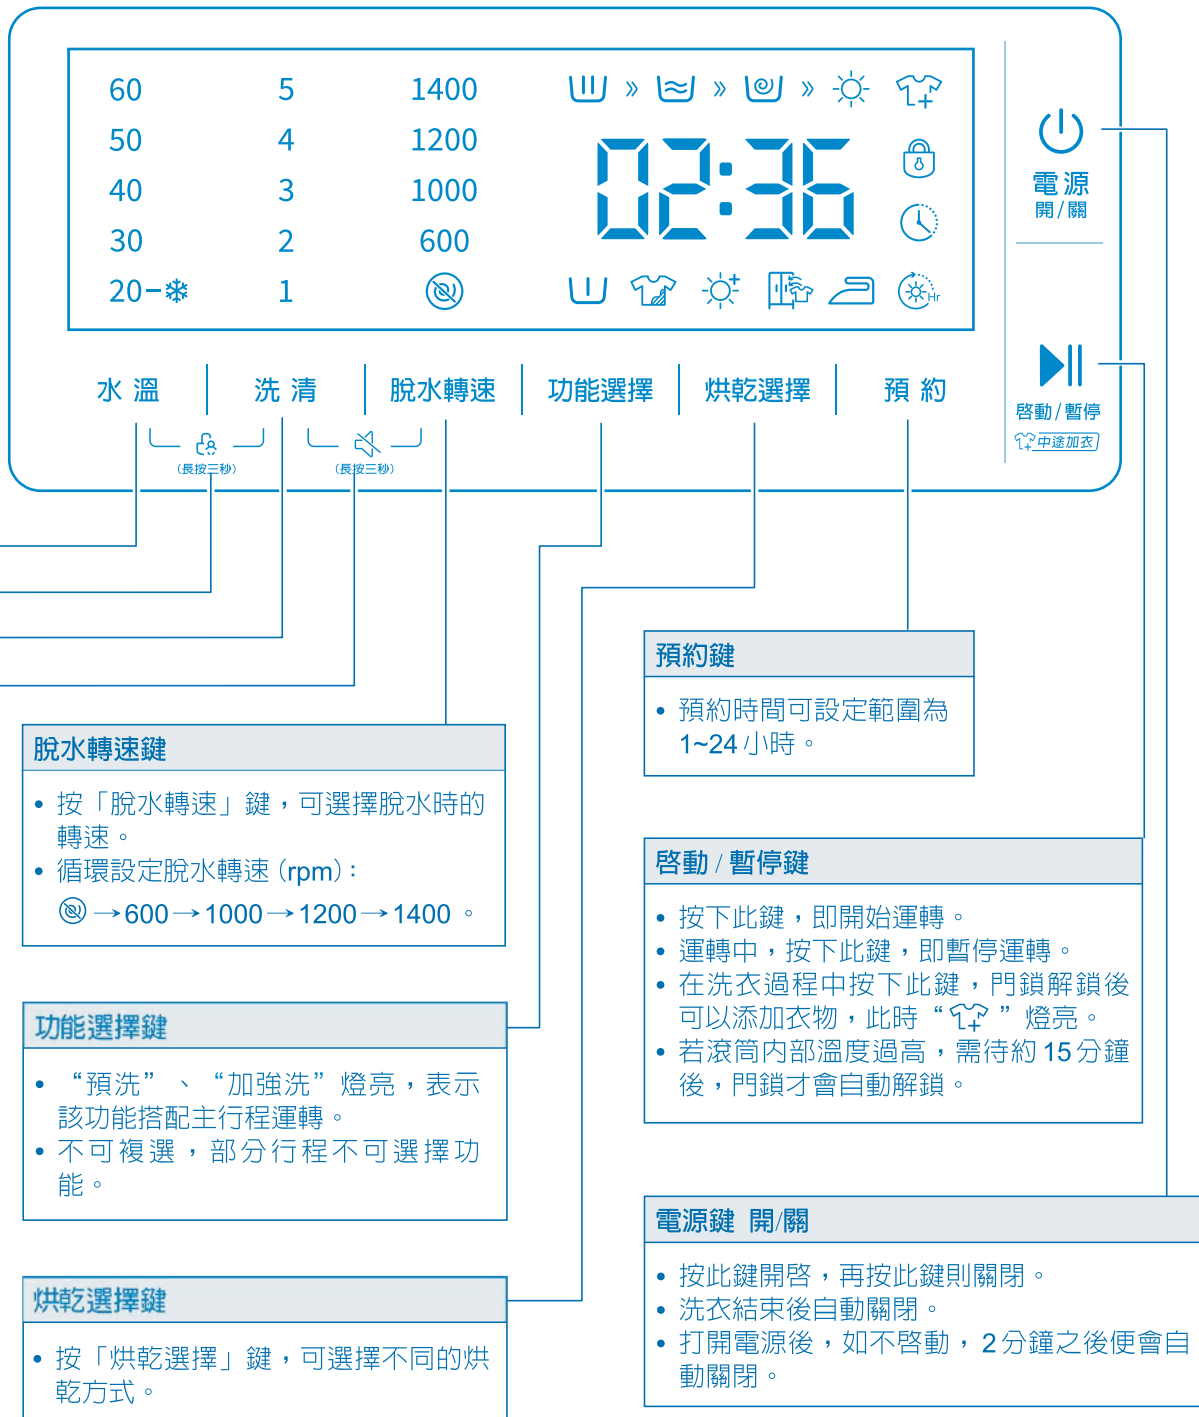 60 5 1400
50 4 1200
40 3 1000
30 2 600
20 1
02:36
Hr
電源
開/關
水 溫
洗 清
脫水轉速
功能選擇
烘乾選擇
預 約
啓動/暫停
中途加衣
(長按三秒)
(長按三秒)
預約鍵
• 預約時間可設定範圍為
1~24 小時。
脫水轉速鍵
• 按「脫水轉速」鍵，可選擇脫水時的
轉速。
• 循環設定脫水轉速 (rpm)：
→600→1000→1200→1400 。
啓動 / 暫停鍵
• 按下此鍵，即開始運轉。
• 運轉中，按下此鍵，即暫停運轉。
• 在洗衣過程中按下此鍵，門鎖解鎖後
可以添加衣物，此時“ ”燈亮。
• 若滾筒內部溫度過高，需待約 15 分鐘
後，門鎖才會自動解鎖。
功能選擇鍵
• “預洗”、“加強洗”燈亮，表示
該功能搭配主行程運轉。
• 不可複選，部分行程不可選擇功
能。
電源鍵 開/關
• 按此鍵開啓，再按此鍵則關閉。
• 洗衣結束後自動關閉。
• 打開電源後，如不啓動，2 分鐘之後便會自
動關閉。
烘乾選擇鍵
• 按「烘乾選擇」鍵，可選擇不同的烘
乾方式。